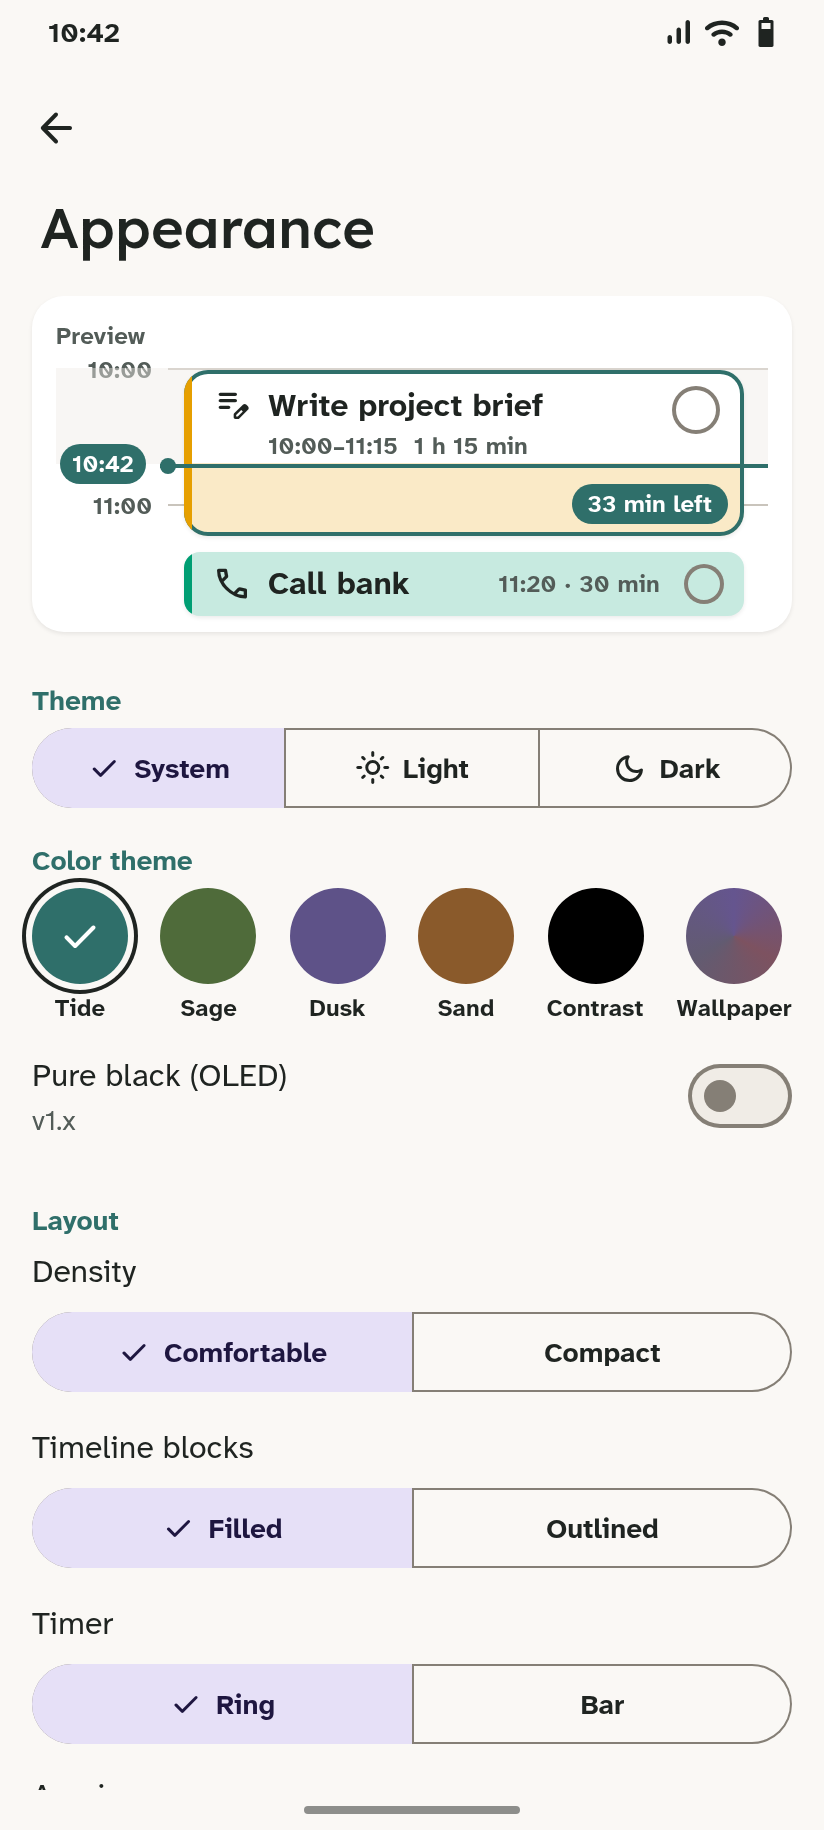 10:42
Appearance
Preview
10:00
Write project brief
10:00–11:15 1 h 15 min
10:42
33 min left
11:00
Call bank 11:20 · 30 min
Theme
System Light Dark
Color theme
Tide Sage Dusk Sand Contrast Wallpaper
Pure black (OLED)
v1.x
Layout
Density
Comfortable Compact
Timeline blocks
Filled Outlined
Timer
Ring Bar